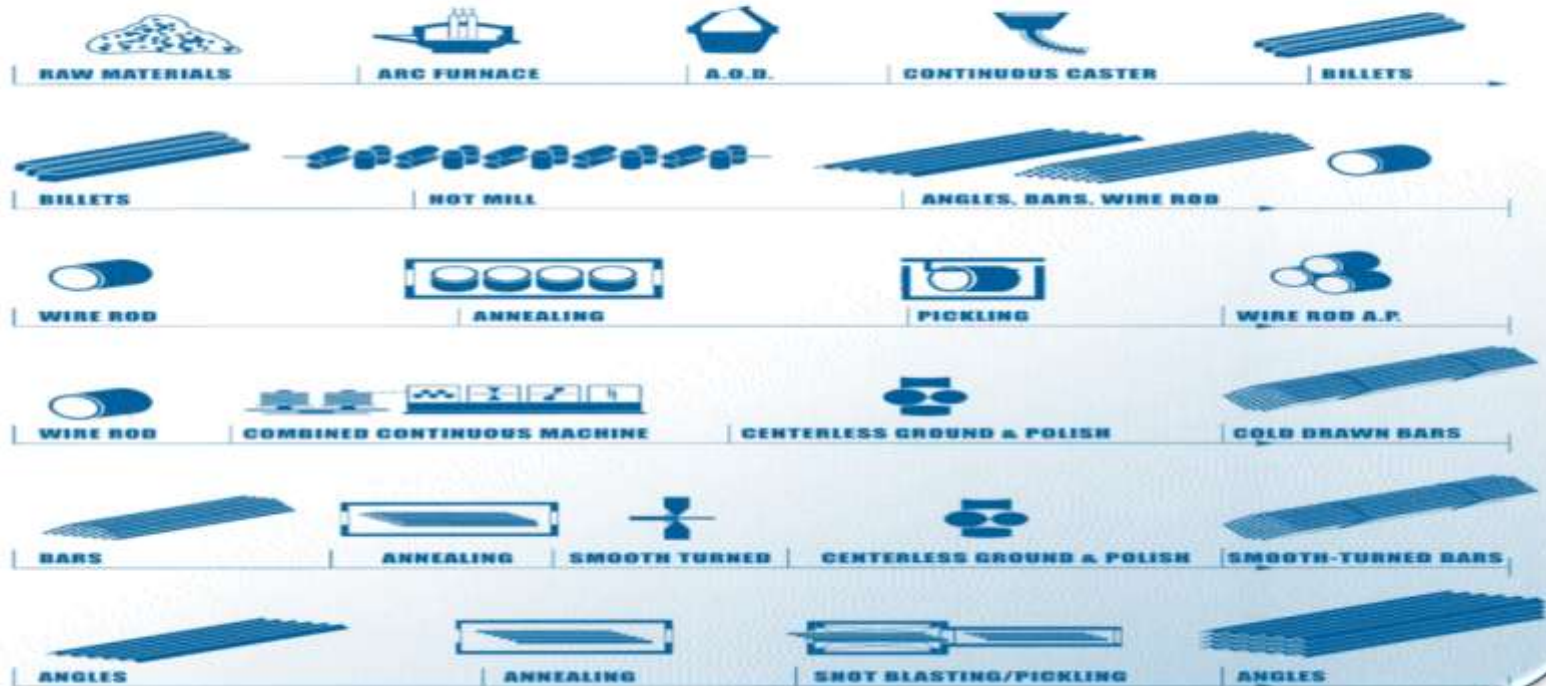 RAW MATERIALS ARC FURNACE A.O.D. CONTINUOUS CASTER BILLETS
BILLETS HOT MILL ANGLES, BARS, WIRE ROD
WIRE ROD ANNEALING PICKLING WIRE ROD A.P.
WIRE ROD COMBINED CONTINUOUS MACHINE CENTERLESS GROUND & POLISH COLD DRAWN BARS
BARS ANNEALING SMOOTH TURNED CENTERLESS GROUND & POLISH SMOOTH-TURNED BARS
ANGLES ANNEALING SHOT BLASTING/PICKLING ANGLES